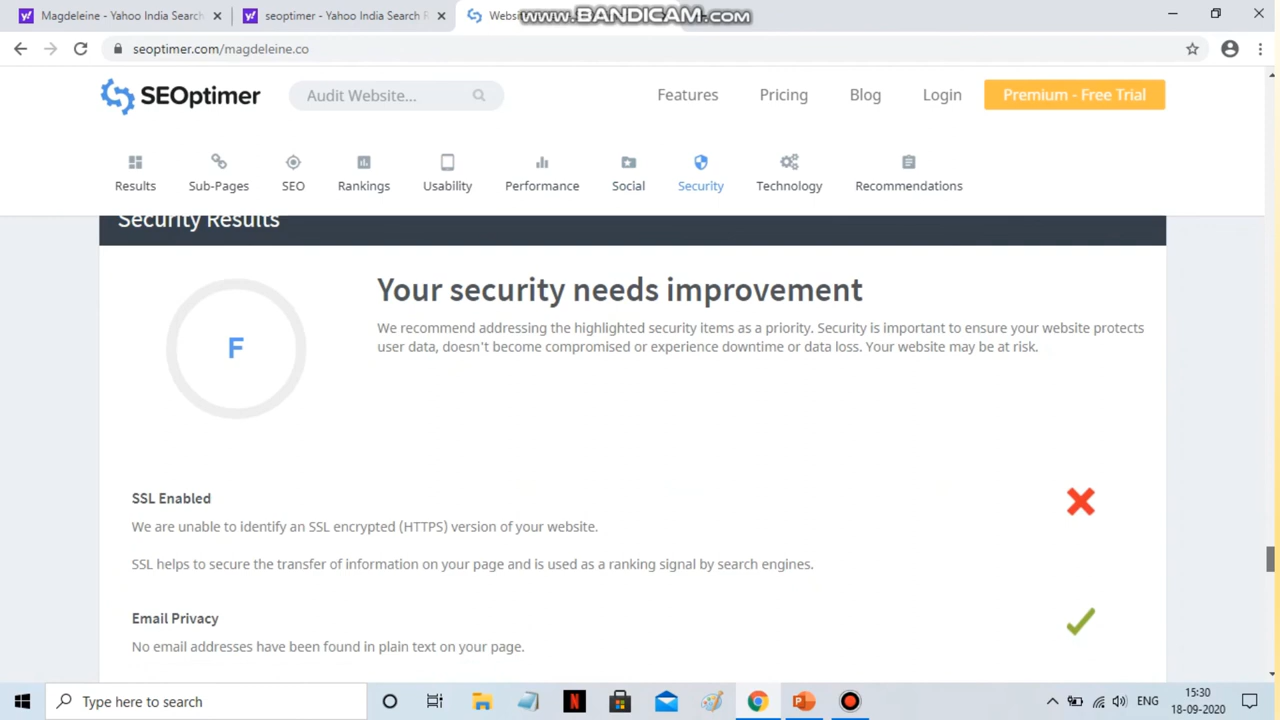 Magdeleine - Yahoo India Search
seoptimer - Yahoo India Search R
Websi
www.BANDICAM.com
seoptimer.com/magdeleine.co
SEOptimer
Audit Website...
Features
Pricing
Blog
Login
Premium - Free Trial
Results
Sub-Pages
SEO
Rankings
Usability
Performance
Social
Security
Technology
Recommendations
Security Results
F
Your security needs improvement
We recommend addressing the highlighted security items as a priority. Security is important to ensure your website protects
user data, doesn't become compromised or experience downtime or data loss. Your website may be at risk.
SSL Enabled
We are unable to identify an SSL encrypted (HTTPS) version of your website.
SSL helps to secure the transfer of information on your page and is used as a ranking signal by search engines.
Email Privacy
No email addresses have been found in plain text on your page.
Type here to search
ENG
15:30
18-09-2020